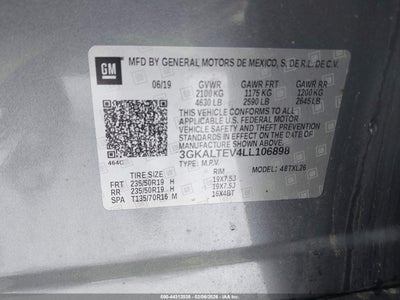 GM
MFD BY GENERAL MOTORS DE MEXICO, S. DE R.L. DE C.V.
06/19 GVWR GAWR FRT GAWR RR
2100 KG 1175 KG 1200 KG
4630 LB 2590 LB 2645 LB
THIS VEHICLE CONFORMS TO ALL
APPLICABLE U.S. FEDERAL MOTOR
VEHICLE SAFETY AND THEFT PREVENTION
STANDARDS IN EFFECT ON THE DATE OF
MANUFACTURE SHOWN ABOVE.
3GKALTEV4LL106898
464C TYPE: M.P.V. MODEL: 4BTXL26
TIRE SIZE RIM
FRT 235/50R19 H 19X7.5J
RR 235/50R19 H 19X7.5J
SPA T135/70R16 M 16X4BT